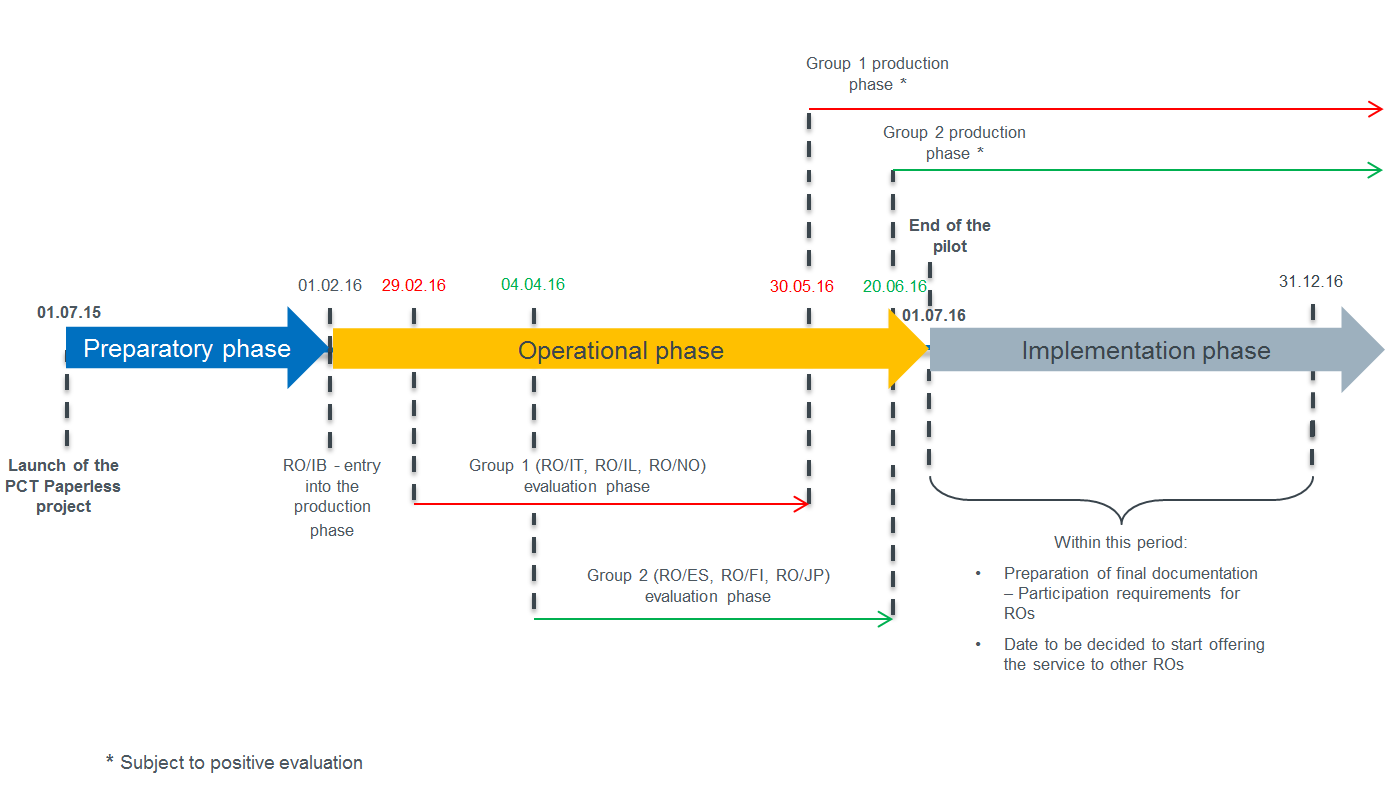 Group 1 production
phase *
Group 2 production
phase *
End of the
pilot
01.07.15
01.02.16
29.02.16
04.04.16
30.05.16
20.06.16
01.07.16
31.12.16
Preparatory phase
Operational phase
Implementation phase
Launch of the
PCT Paperless
project
RO/IB - entry
into the
production
phase
Group 1 (RO/IT, RO/IL, RO/NO)
evaluation phase
Group 2 (RO/ES, RO/FI, RO/JP)
evaluation phase
Within this period:
• Preparation of final documentation
– Participation requirements for
ROs
• Date to be decided to start offering
the service to other ROs
* Subject to positive evaluation